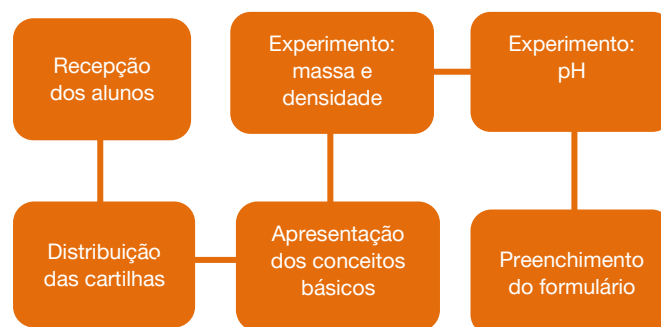 Recepção
dos alunos
Distribuição
das cartilhas
Apresentação
dos conceitos
básicos
Experimento:
massa e
densidade
Experimento:
pH
Preenchimento
do formulário